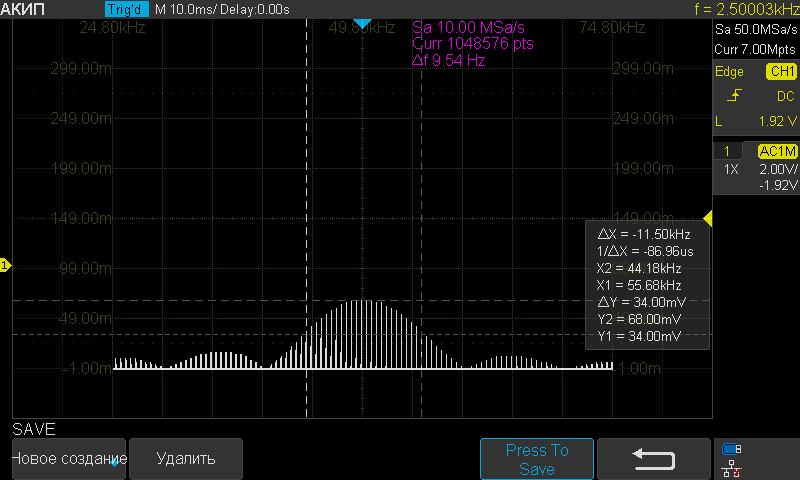 АКИП Trig'd M 10.0ms/ Delay:0.00s f = 2.50003kHz
24.80kHz 49.80kHz 74.80kHz
Sa 10.00 MSa/s
Curr 1048576 pts
Δf 9.54 Hz
Sa 50.0MSa/s
Curr 7.00Mpts
Edge CH1
DC
L 1.92 V
1 AC1M
1X 2.00V/
-1.92V
299.00m 299.00m
249.00m 249.00m
199.00m 199.00m
149.00m 149.00m
99.00m
49.00m
-1.00m -1.00m
1
ΔX = -11.50kHz
1/ΔX = -86.96us
X2 = 44.18kHz
X1 = 55.68kHz
ΔY = 34.00mV
Y2 = 68.00mV
Y1 = 34.00mV
SAVE
Новое создание
Удалить
Press To
Save